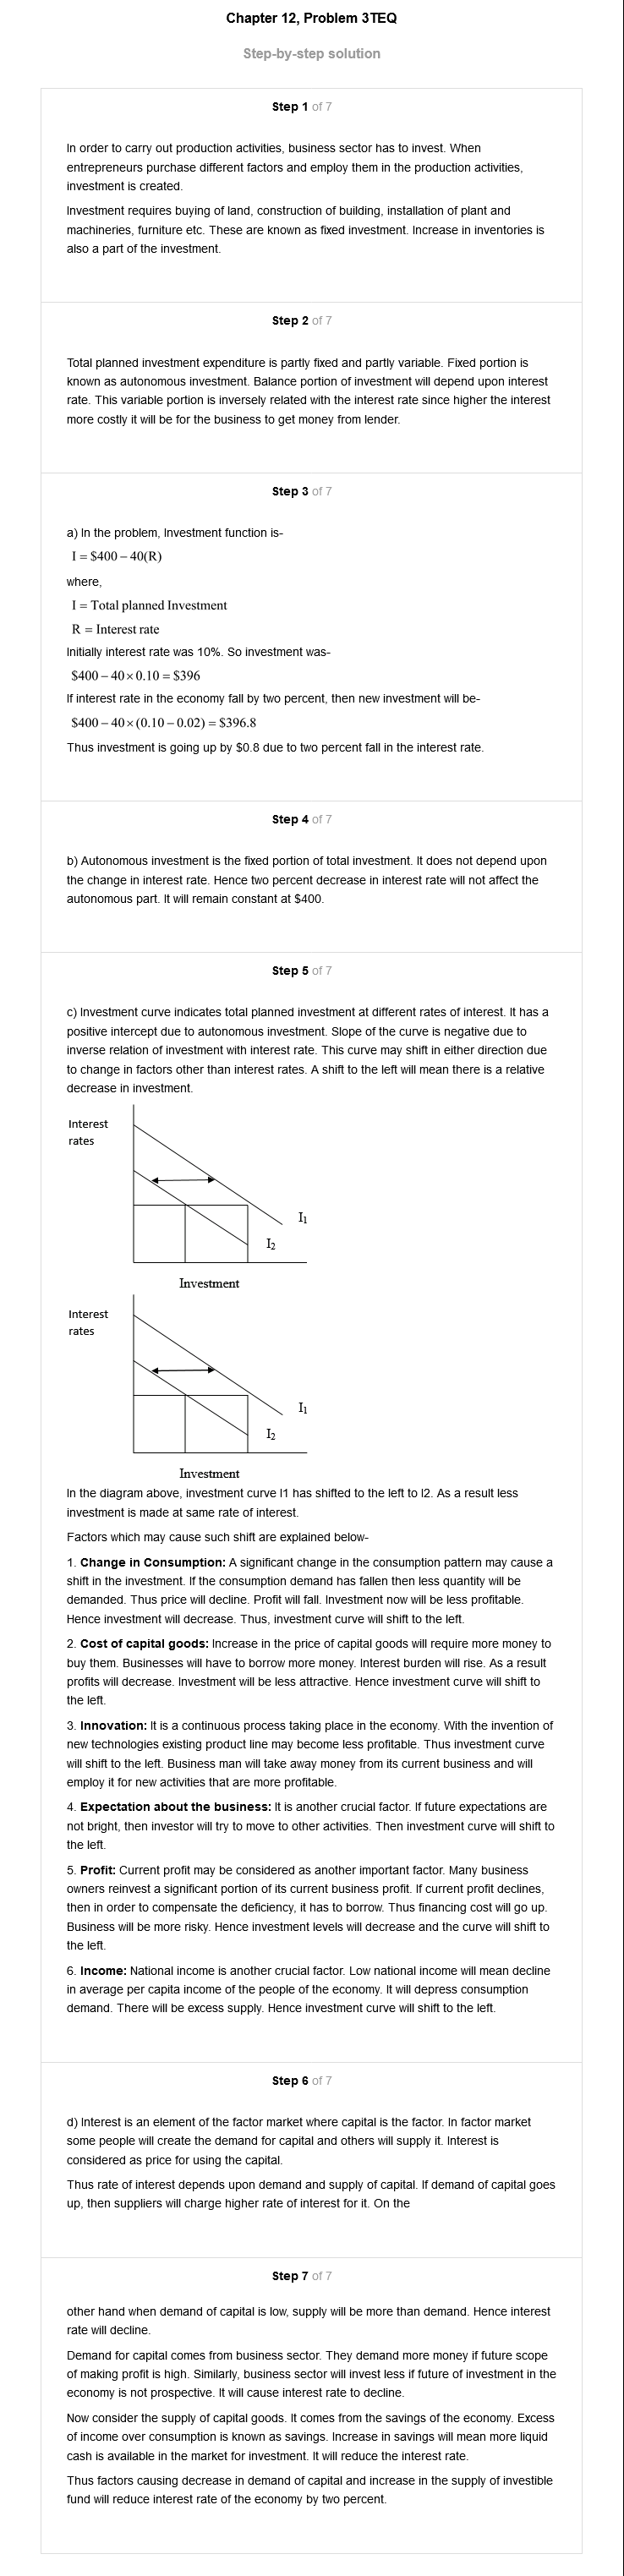 Chapter 12, Problem 3TEQ
Step-by-step solution
Step 1 of 7
In order to carry out production activities, business sector has to invest. When
entrepreneurs purchase different factors and employ them in the production activities,
investment is created.
Investment requires buying of land, construction of building, installation of plant and
machineries, furniture etc. These are known as fixed investment. Increase in inventories is
also a part of the investment.
Step 2 of 7
Total planned investment expenditure is partly fixed and partly variable. Fixed portion is
known as autonomous investment. Balance portion of investment will depend upon interest
rate. This variable portion is inversely related with the interest rate since higher the interest
more costly it will be for the business to get money from lender.
Step 3 of 7
a) In the problem, Investment function is-
I = $400 – 40(R)
where,
I = Total planned Investment
R = Interest rate
Initially interest rate was 10%. So investment was-
$400 – 40 × 0.10 = $396
If interest rate in the economy fall by two percent, then new investment will be-
$400 – 40 × (0.10 – 0.02) = $396.8
Thus investment is going up by $0.8 due to two percent fall in the interest rate.
Step 4 of 7
b) Autonomous investment is the fixed portion of total investment. It does not depend upon
the change in interest rate. Hence two percent decrease in interest rate will not affect the
autonomous part. It will remain constant at $400.
Step 5 of 7
c) Investment curve indicates total planned investment at different rates of interest. It has a
positive intercept due to autonomous investment. Slope of the curve is negative due to
inverse relation of investment with interest rate. This curve may shift in either direction due
to change in factors other than interest rates. A shift to the left will mean there is a relative
decrease in investment.
Interest
rates
I₁
I₂
Investment
Interest
rates
I₁
I₂
Investment
In the diagram above, investment curve I1 has shifted to the left to I2. As a result less
investment is made at same rate of interest.
Factors which may cause such shift are explained below-
1. Change in Consumption: A significant change in the consumption pattern may cause a
shift in the investment. If the consumption demand has fallen then less quantity will be
demanded. Thus price will decline. Profit will fall. Investment now will be less profitable.
Hence investment will decrease. Thus, investment curve will shift to the left.
2. Cost of capital goods: Increase in the price of capital goods will require more money to
buy them. Businesses will have to borrow more money. Interest burden will rise. As a result
profits will decrease. Investment will be less attractive. Hence investment curve will shift to
the left.
3. Innovation: It is a continuous process taking place in the economy. With the invention of
new technologies existing product line may become less profitable. Thus investment curve
will shift to the left. Business man will take away money from its current business and will
employ it for new activities that are more profitable.
4. Expectation about the business: It is another crucial factor. If future expectations are
not bright, then investor will try to move to other activities. Then investment curve will shift to
the left.
5. Profit: Current profit may be considered as another important factor. Many business
owners reinvest a significant portion of its current business profit. If current profit declines,
then in order to compensate the deficiency, it has to borrow. Thus financing cost will go up.
Business will be more risky. Hence investment levels will decrease and the curve will shift to
the left.
6. Income: National income is another crucial factor. Low national income will mean decline
in average per capita income of the people of the economy. It will depress consumption
demand. There will be excess supply. Hence investment curve will shift to the left.
Step 6 of 7
d) Interest is an element of the factor market where capital is the factor. In factor market
some people will create the demand for capital and others will supply it. Interest is
considered as price for using the capital.
Thus rate of interest depends upon demand and supply of capital. If demand of capital goes
up, then suppliers will charge higher rate of interest for it. On the
Step 7 of 7
other hand when demand of capital is low, supply will be more than demand. Hence interest
rate will decline.
Demand for capital comes from business sector. They demand more money if future scope
of making profit is high. Similarly, business sector will invest less if future of investment in the
economy is not prospective. It will cause interest rate to decline.
Now consider the supply of capital goods. It comes from the savings of the economy. Excess
of income over consumption is known as savings. Increase in savings will mean more liquid
cash is available in the market for investment. It will reduce the interest rate.
Thus factors causing decrease in demand of capital and increase in the supply of investible
fund will reduce interest rate of the economy by two percent.